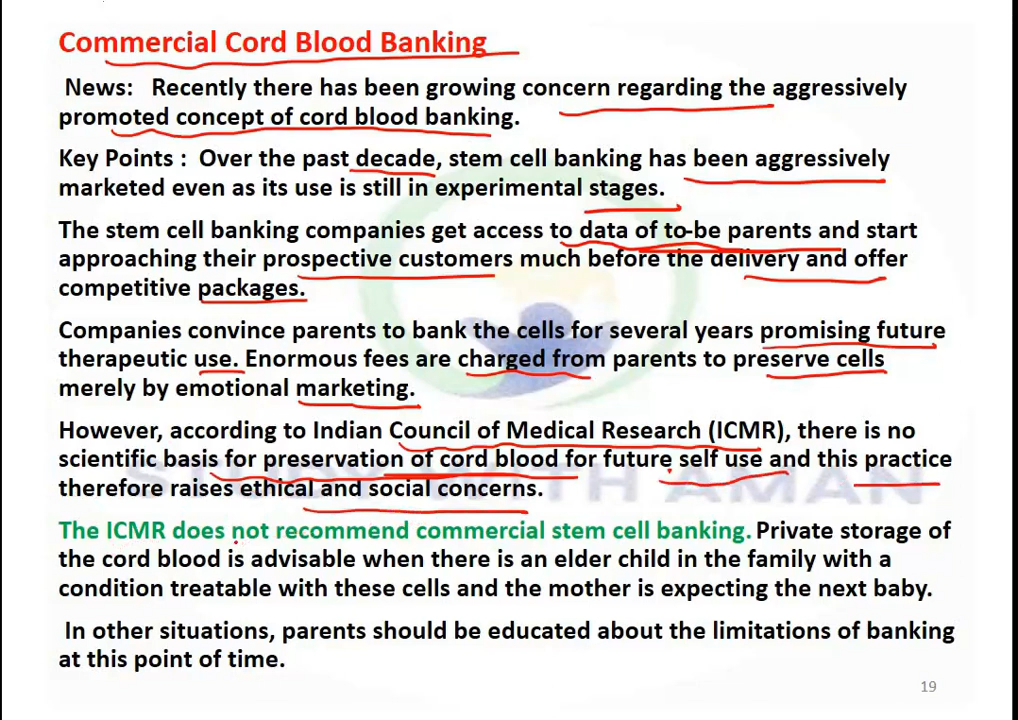 Commercial Cord Blood Banking
News: Recently there has been growing concern regarding the aggressively
promoted concept of cord blood banking.
Key Points : Over the past decade, stem cell banking has been aggressively
marketed even as its use is still in experimental stages.
The stem cell banking companies get access to data of to-be parents and start
approaching their prospective customers much before the delivery and offer
competitive packages.
Companies convince parents to bank the cells for several years promising future
therapeutic use. Enormous fees are charged from parents to preserve cells
merely by emotional marketing.
However, according to Indian Council of Medical Research (ICMR), there is no
scientific basis for preservation of cord blood for future self use and this practice
therefore raises ethical and social concerns.
STUDY WITH AMAN
The ICMR does not recommend commercial stem cell banking. Private storage of
the cord blood is advisable when there is an elder child in the family with a
condition treatable with these cells and the mother is expecting the next baby.
In other situations, parents should be educated about the limitations of banking
at this point of time.
19